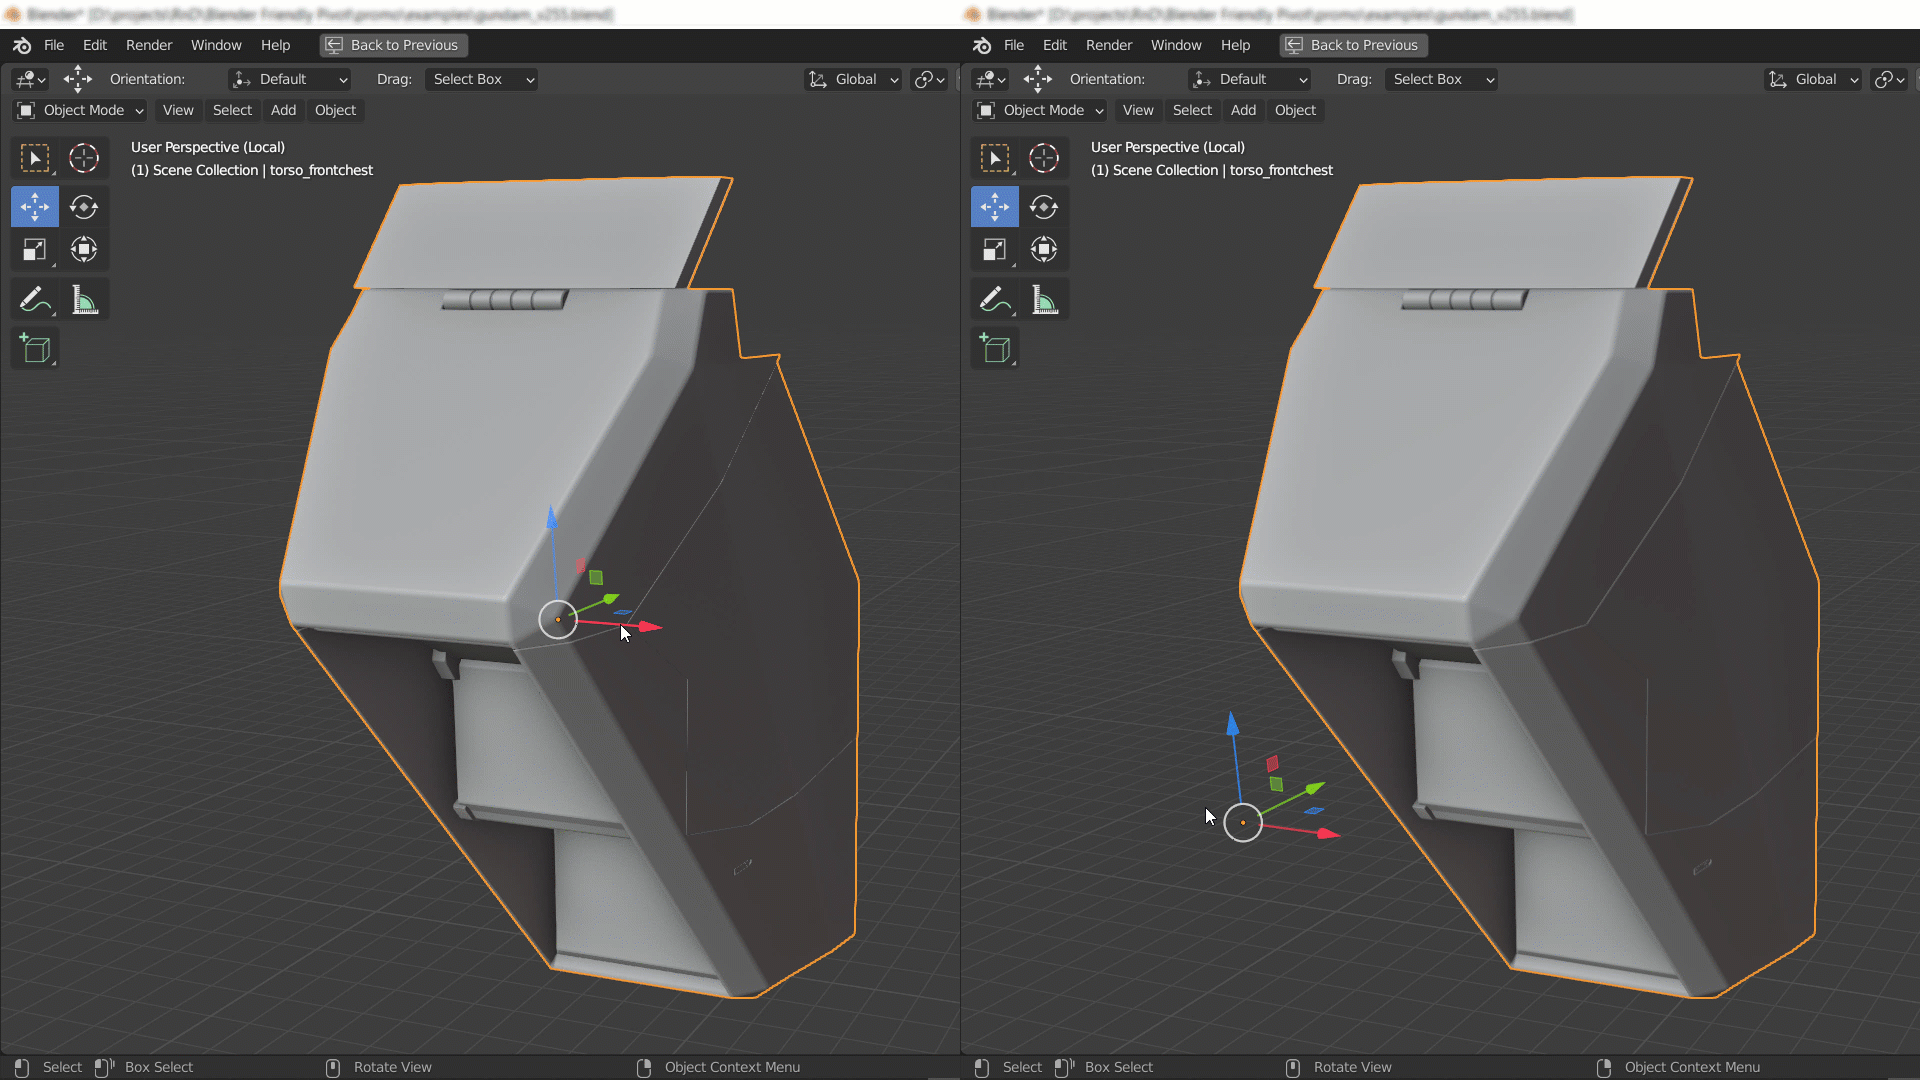 Blender* [D:\projects\RnD\Blender Friendly Pivot\promo\examples\gundam_v255.blend]
File Edit Render Window Help Back to Previous
Orientation: Default Drag: Select Box Global
Object Mode View Select Add Object
User Perspective (Local)
(1) Scene Collection | torso_frontchest
Select Box Select Rotate View Object Context Menu
Blender* [D:\projects\RnD\Blender Friendly Pivot\promo\examples\gundam_v255.blend]
File Edit Render Window Help Back to Previous
Orientation: Default Drag: Select Box Global
Object Mode View Select Add Object
User Perspective (Local)
(1) Scene Collection | torso_frontchest
Select Box Select Rotate View Object Context Menu